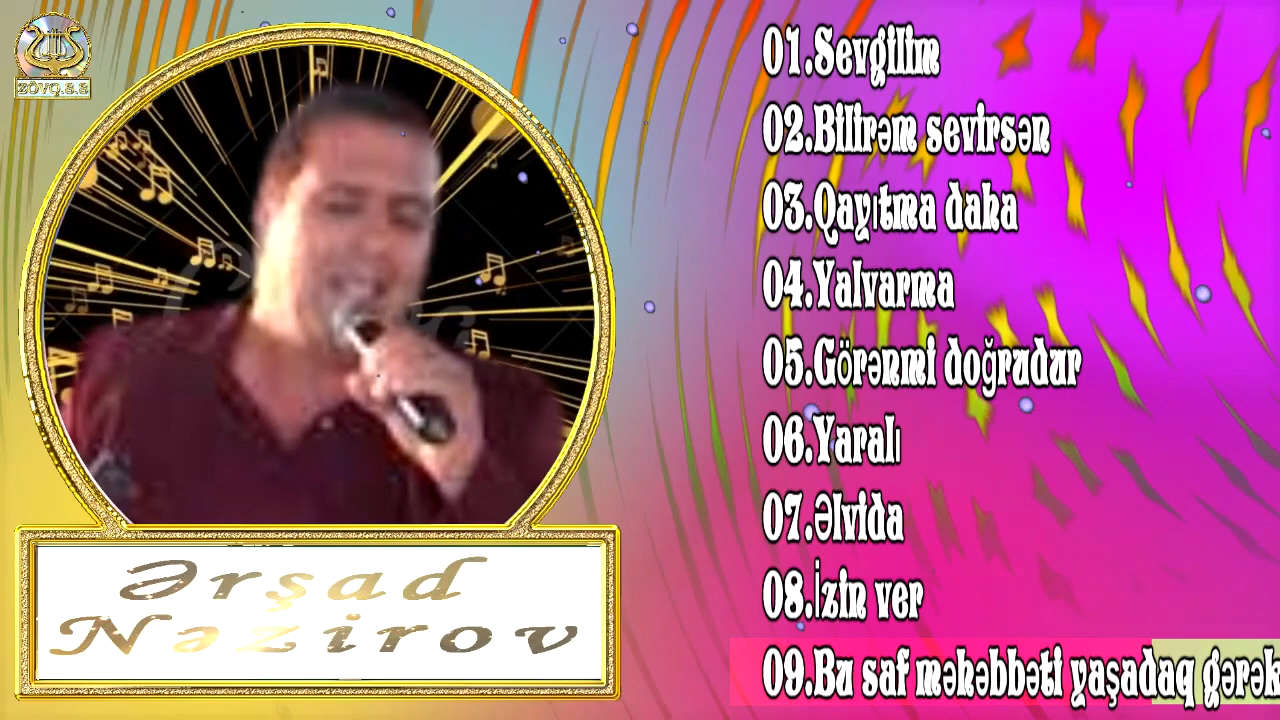 ZÖVQ.S.S
Ərşad
Nəzirov
01.Sevgilim
02.Bilirəm sevirsən
03.Qayıtma daha
04.Yalvarma
05.Görənmi doğrudur
06.Yaralı
07.Əlvida
08.İzin ver
09.Bu saf məhəbbəti yaşadaq gərək